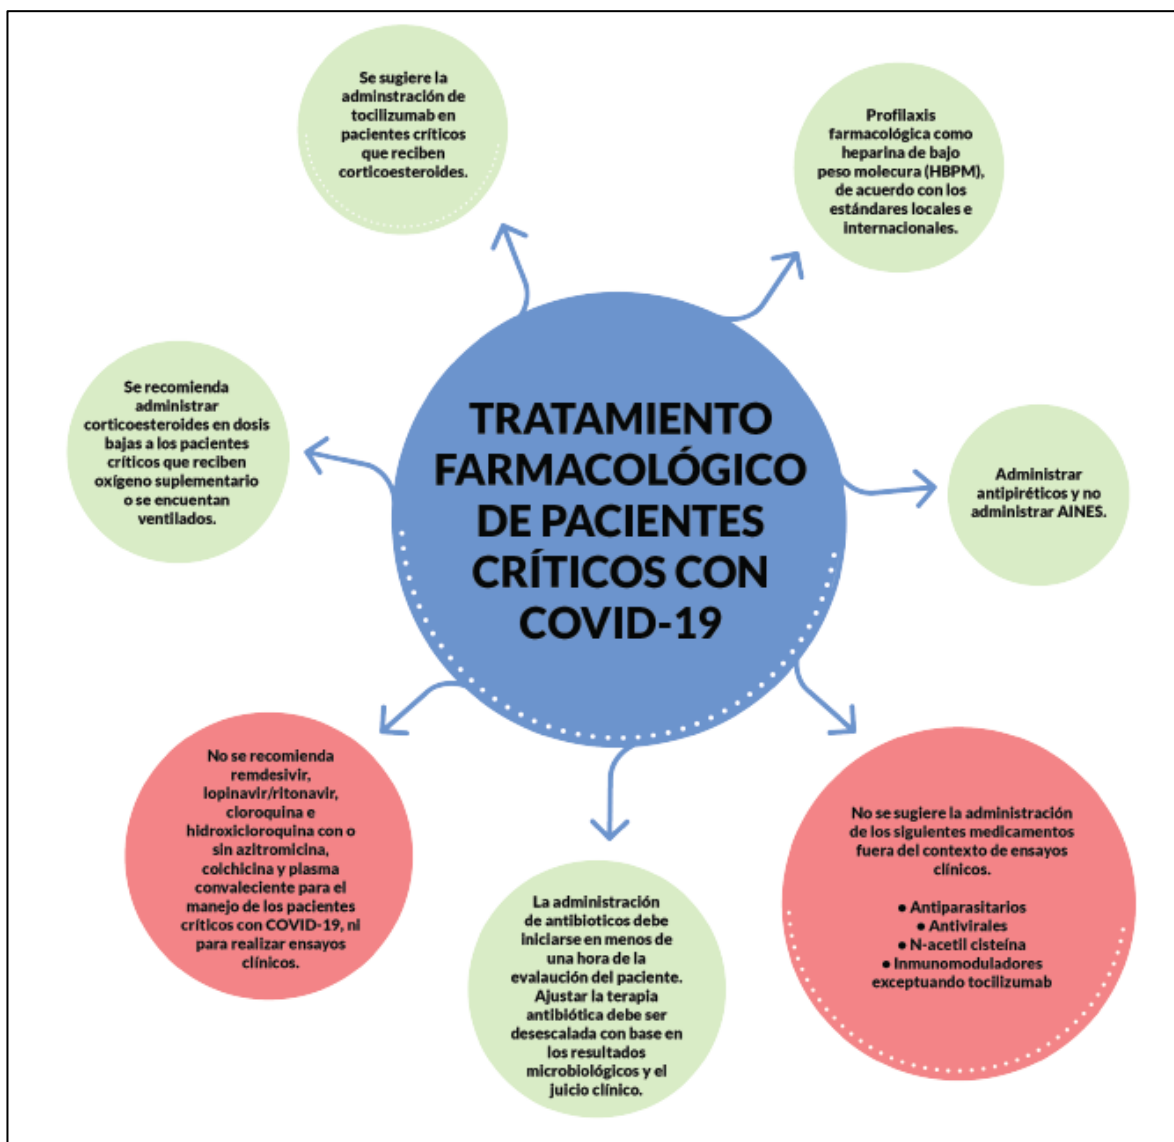 Se sugiere la
adminstración de
tocilizumab en
pacientes críticos
que reciben
corticoesteroides.
Profilaxis
farmacológica como
heparina de bajo
peso molecura (HBPM),
de acuerdo con los
estándares locales e
internacionales.
Se recomienda
administrar
corticoesteroides en dosis
bajas a los pacientes
críticos que reciben
oxígeno suplementario
o se encuentan
ventilados.
TRATAMIENTO
FARMACOLÓGICO
DE PACIENTES
CRÍTICOS CON
COVID-19
Administrar
antipiréticos y no
administrar AINES.
No se recomienda
remdesivir,
lopinavir/ritonavir,
cloroquina e
hidroxicloroquina con o
sin azitromicina,
colchicina y plasma
convaleciente para el
manejo de los pacientes
críticos con COVID-19, ni
para realizar ensayos
clínicos.
La administración
de antibioticos debe
iniciarse en menos de
una hora de la
evalaución del paciente.
Ajustar la terapia
antibiótica debe ser
desescalada con base en
los resultados
microbiológicos y el
juicio clínico.
No se sugiere la administración
de los siguientes medicamentos
fuera del contexto de ensayos
clínicos.
● Antiparasitarios
● Antivirales
● N-acetil cisteína
● Inmunomoduladores
exceptuando tocilizumab